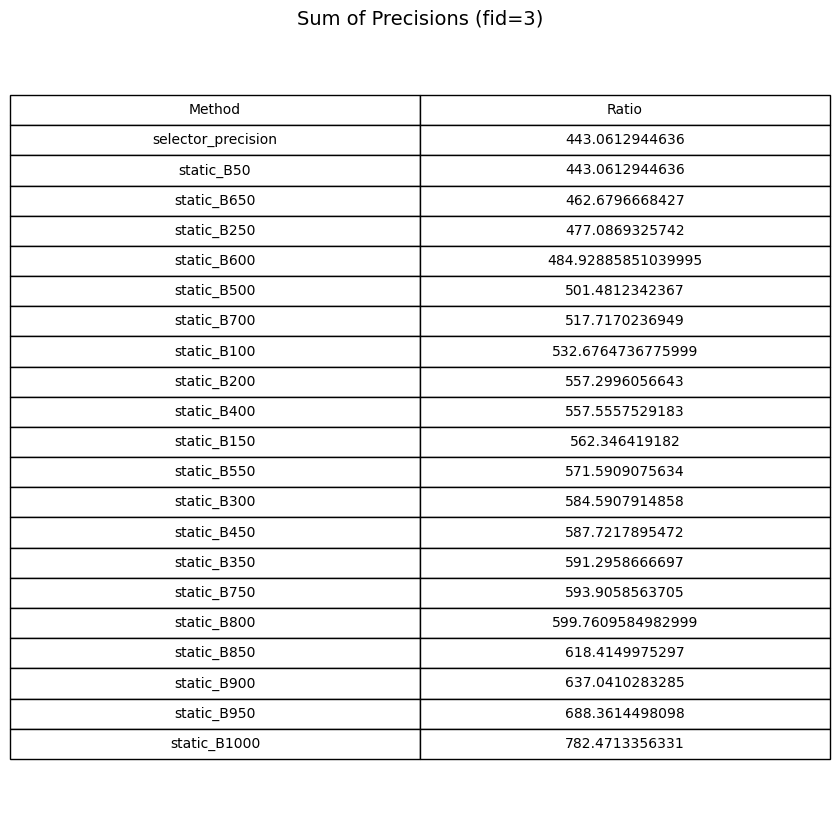 Sum of Precisions (fid=3)
Method Ratio
selector_precision 443.0612944636
static_B50 443.0612944636
static_B650 462.6796668427
static_B250 477.0869325742
static_B600 484.92885851039995
static_B500 501.4812342367
static_B700 517.7170236949
static_B100 532.6764736775999
static_B200 557.2996056643
static_B400 557.5557529183
static_B150 562.346419182
static_B550 571.5909075634
static_B300 584.5907914858
static_B450 587.7217895472
static_B350 591.2958666697
static_B750 593.9058563705
static_B800 599.7609584982999
static_B850 618.4149975297
static_B900 637.0410283285
static_B950 688.3614498098
static_B1000 782.4713356331